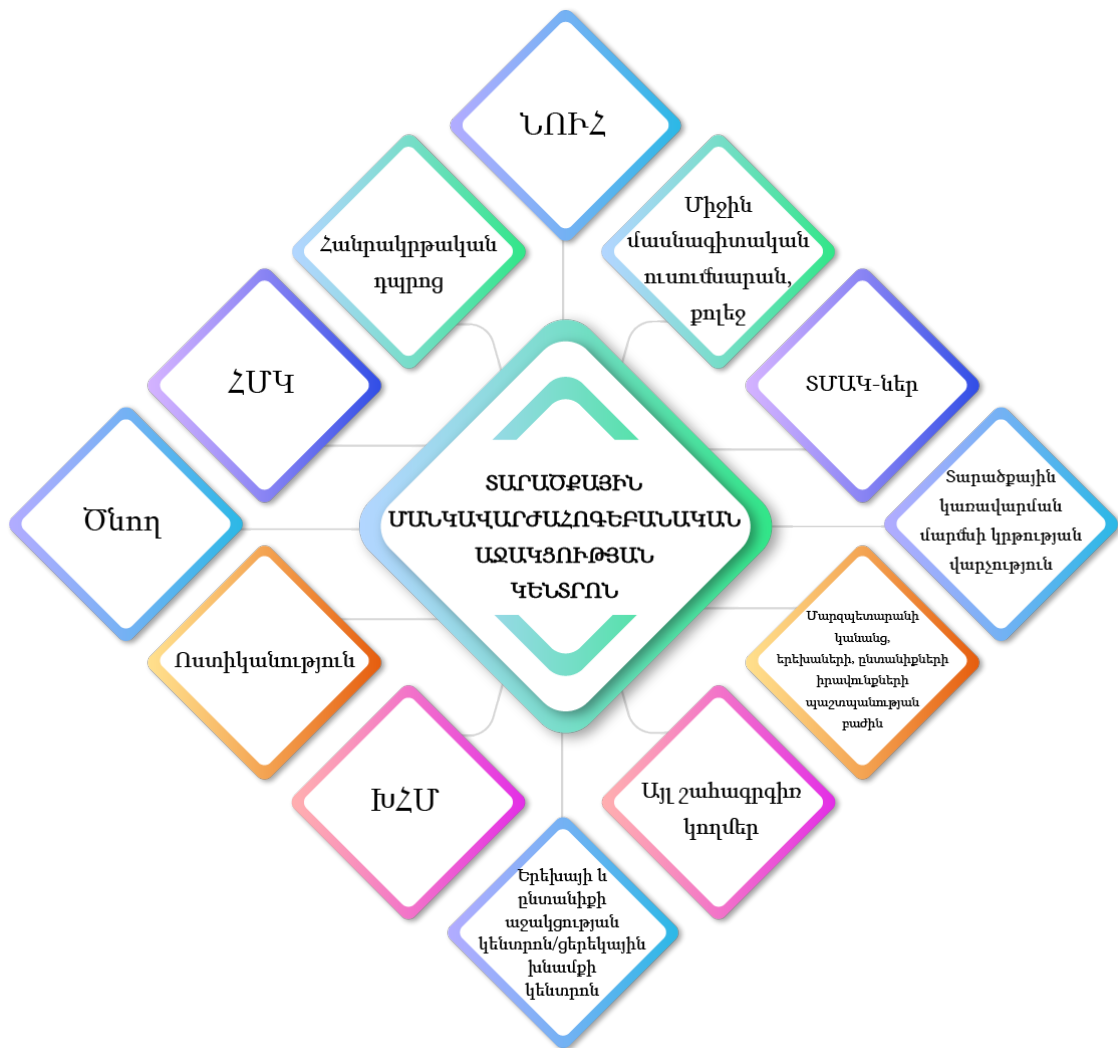 ՆՈՒՀ
Հանրակրթական
դպրոց
Միջին
մասնագիտական
ուսումնարան,
քոլեջ
ՀՄԿ
ՏՄԱԿ-ներ
Ծնող
ՏԱՐԱԾՔԱՅԻՆ
ՄԱՆԿԱՎԱՐԺԱՀՈԳԵԲԱՆԱԿԱՆ
ԱՋԱԿՑՈՒԹՅԱՆ
ԿԵՆՏՐՈՆ
Տարածքային
կառավարման
մարմնի կրթության
վարչություն
Ոստիկանություն
Մարզպետարանի
կանանց,
երեխաների, ընտանիքների
իրավունքների
պաշտպանության
բաժին
ԽՀՄ
Այլ շահագրգիռ
կողմեր
Երեխայի և
ընտանիքի
աջակցության
կենտրոն/ցերեկային
խնամքի
կենտրոն